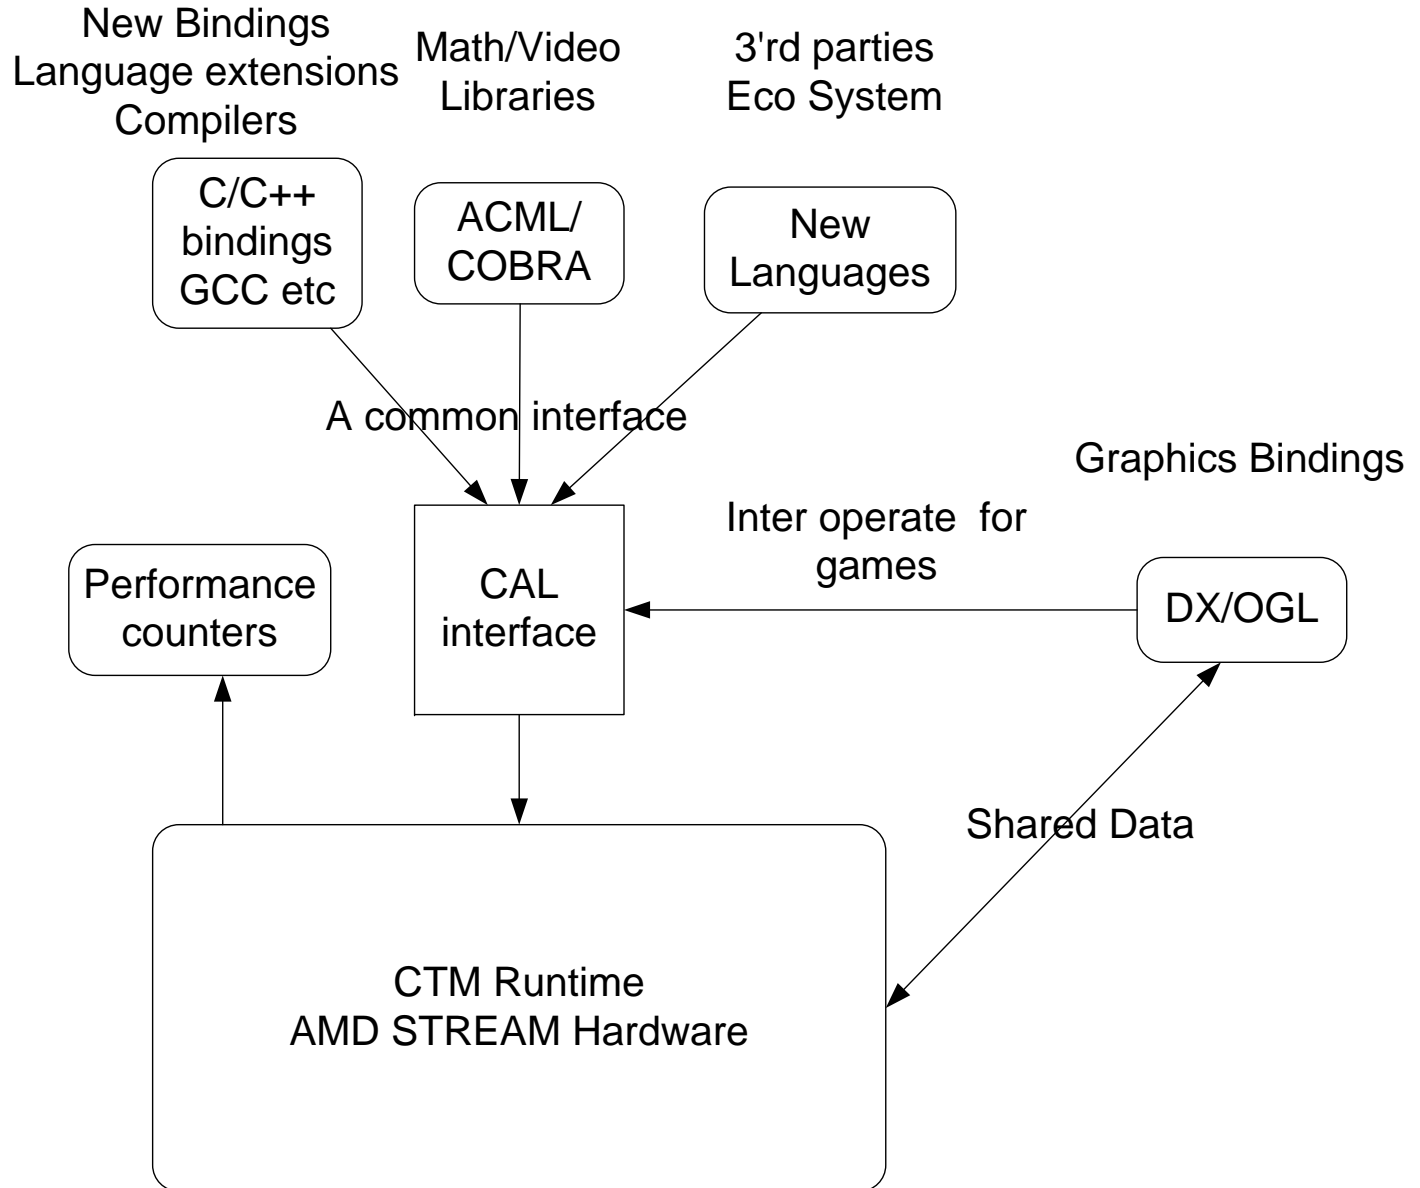 New Bindings
Language extensions
Compilers
Math/Video
Libraries
3'rd parties
Eco System
C/C++
bindings
GCC etc
ACML/
COBRA
New
Languages
A common interface
Graphics Bindings
Inter operate for
games
Performance
counters
CAL
interface
DX/OGL
Shared Data
CTM Runtime
AMD STREAM Hardware